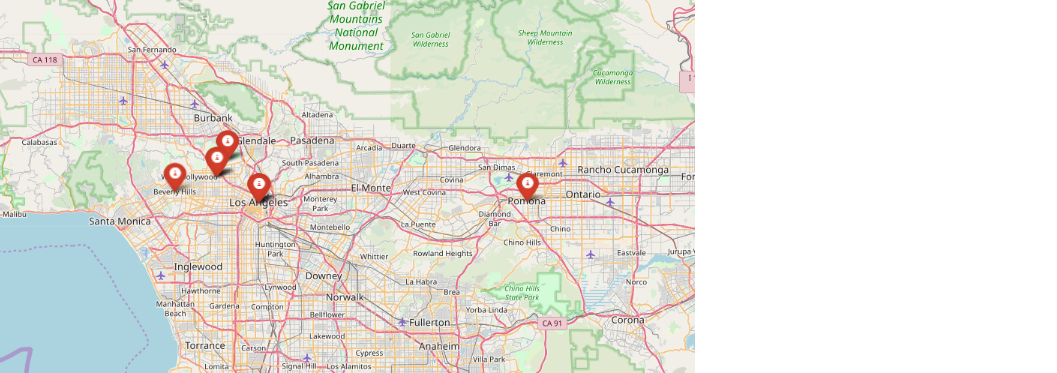 San Gabriel
Mountains
National
Monument
San Gabriel
Wilderness
Sheep Mountain
Wilderness
San Fernando
CA 118
Cucamonga
Wilderness
Burbank
Altadena
Calabasas
Glendale
Pasadena
Arcadia
Duarte
Glendora
South Pasadena
San Dimas
Claremont
Rancho Cucamonga
Hollywood
Alhambra
Beverly Hills
El Monte
West Covina
Covina
Ontario
Los Angeles
Monterey
Park
Pomona
Malibu
Santa Monica
Montebello
La Puente
Diamond
Bar
Chino
Huntington
Park
Whittier
Rowland Heights
Chino Hills
Eastvale
Jurupa V
Inglewood
Downey
La Habra
Norco
Hawthorne
Lynwood
Norwalk
Brea
Chino Hills
State Park
Manhattan
Beach
Gardena
Compton
Bellflower
Yorba Linda
Fullerton
CA 91
Corona
Torrance
Carson
Lakewood
Anaheim
Cypress
Villa Park
Lomita
Signal Hill
Los Alamitos